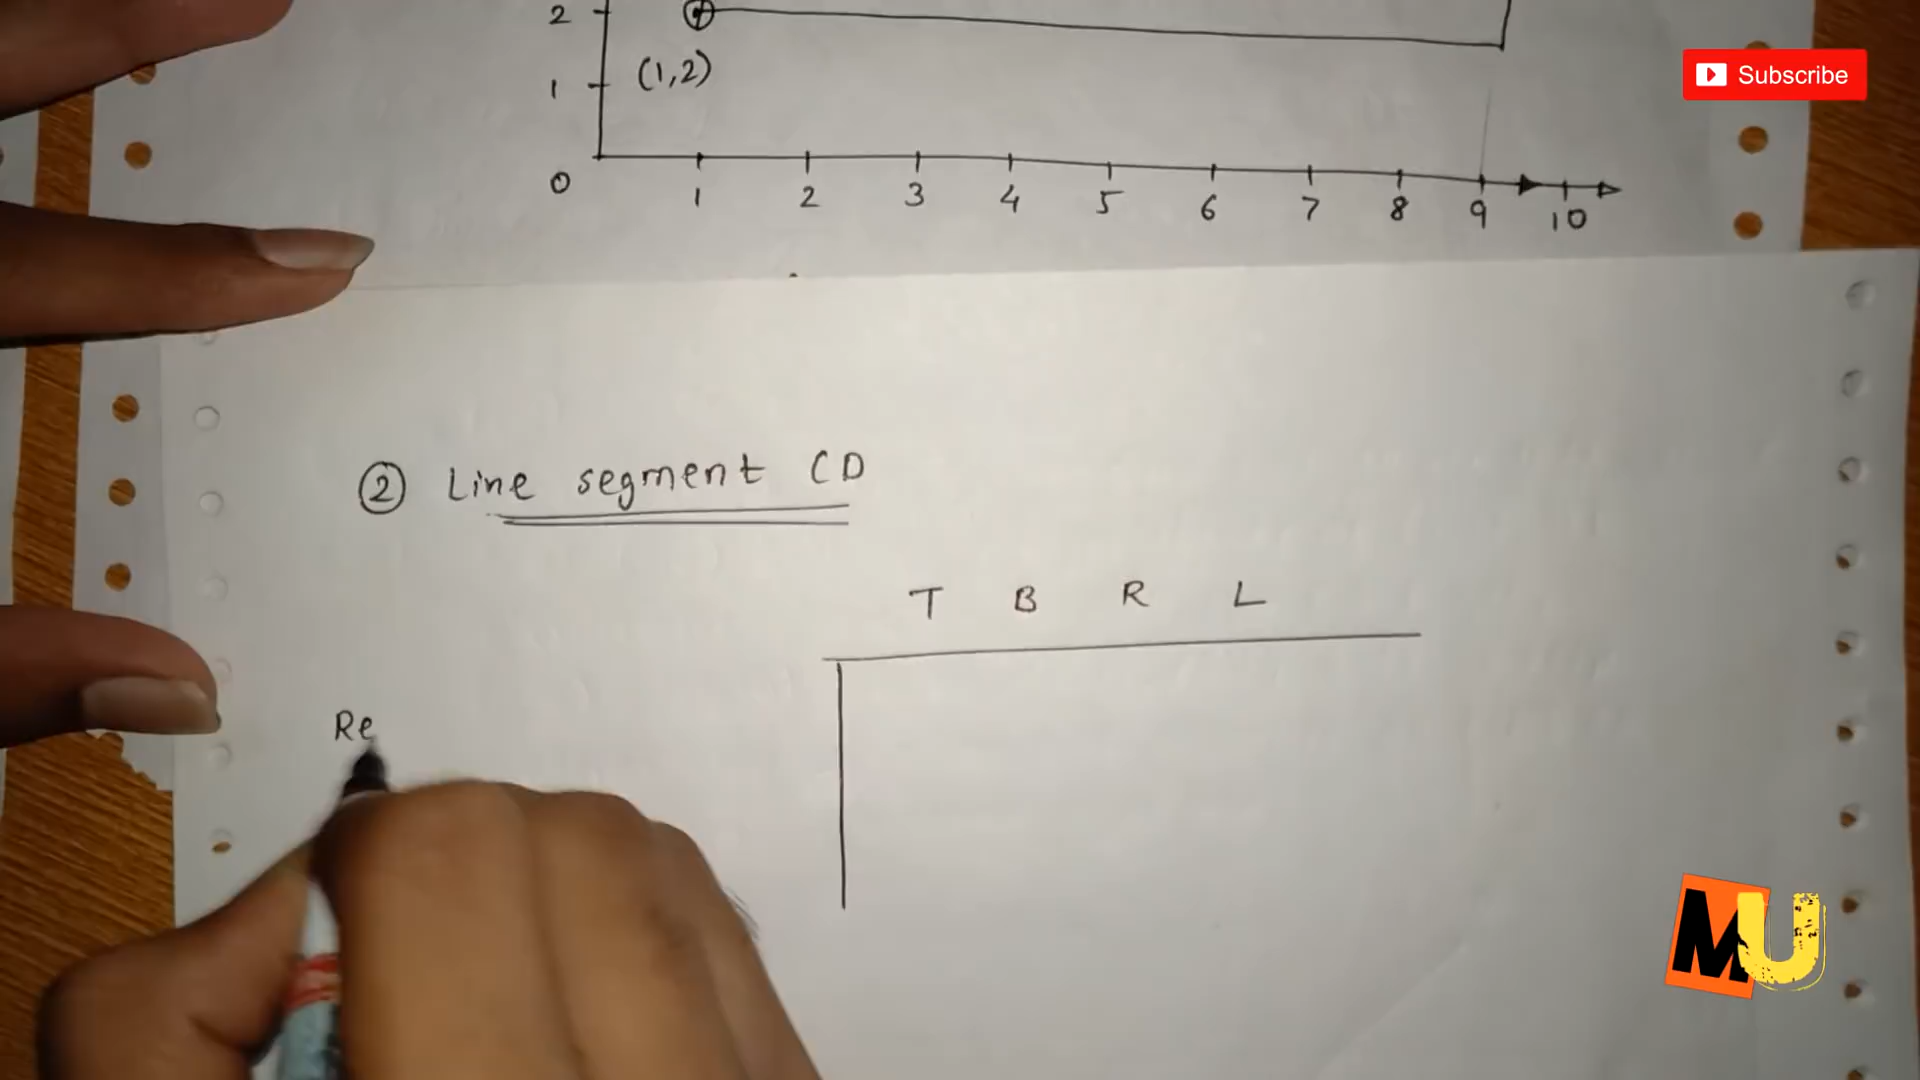 2
(1,2)
1
0 1 2 3 4 5 6 7 8 9 10
Subscribe
② Line segment CD
T B R L
Re
MU